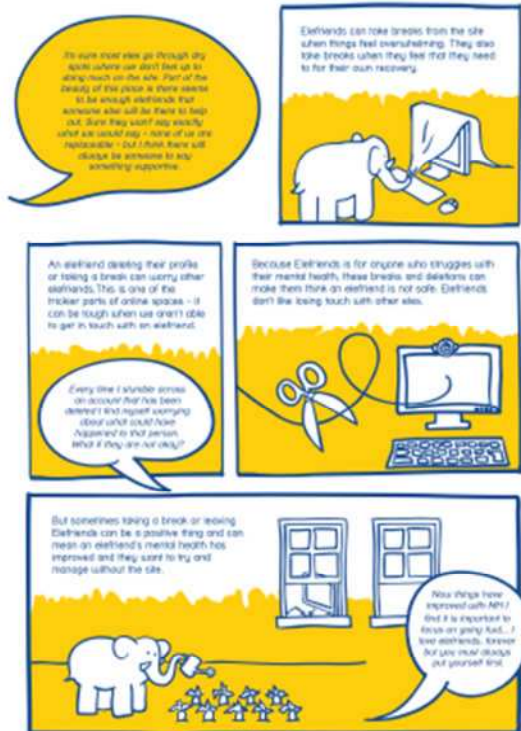 I'm sure most eles go through dry
spots where we don't feel up to
doing much on the site. Part of the
beauty of this place is there seems
to be enough elefriends that
someone else will be there to help
out. Sure they won't say exactly
what we would say - none of us are
replaceable - but I think there will
always be someone to say
something supportive.
Elefriends can take breaks from the site
when things feel overwhelming. They also
take breaks when they feel that they need
to for their own recovery.
An elefriend deleting their profile
or taking a break can worry other
elefriends. This is one of the
trickier parts of online spaces - it
can be tough when we aren't able
to get in touch with an elefriend.
Every time I stumble across
an account that has been
deleted I find myself worrying
about what could have
happened to that person.
What if they are not okay?
Because Elefriends is for anyone who struggles with
their mental health, these breaks and deletions can
make them think an elefriend is not safe. Elefriends
don't like losing touch with other eles.
But sometimes taking a break or leaving
Elefriends can be a positive thing and can
mean an elefriend's mental health has
improved and they want to try and
manage without the site.
Now things have
improved with MH I
find it is important to
focus on going ... I
love elefriends, forever
but you must always
put yourself first.